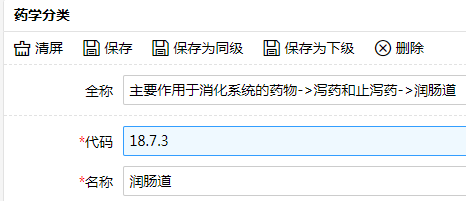 药学分类
清屏 保存 保存为同级 保存为下级 删除
全称 主要作用于消化系统的药物->泻药和止泻药->润肠道
*代码 18.7.3
*名称 润肠道